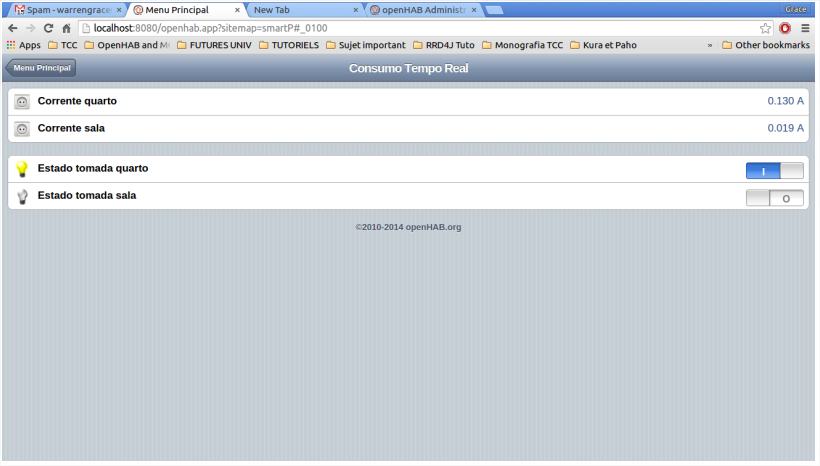 Spam - warrengrace × Menu Principal × New Tab × openHAB Administr × Grace
localhost:8080/openhab.app?sitemap=smartP#_0100
Apps TCC OpenHAB and Mo FUTURES UNIV TUTORIELS Sujet important RRD4J Tuto Monografia TCC Kura et Paho » Other bookmarks
Menu Principal Consumo Tempo Real
Corrente quarto 0.130 A
Corrente sala 0.019 A
Estado tomada quarto I
Estado tomada sala O
©2010-2014 openHAB.org